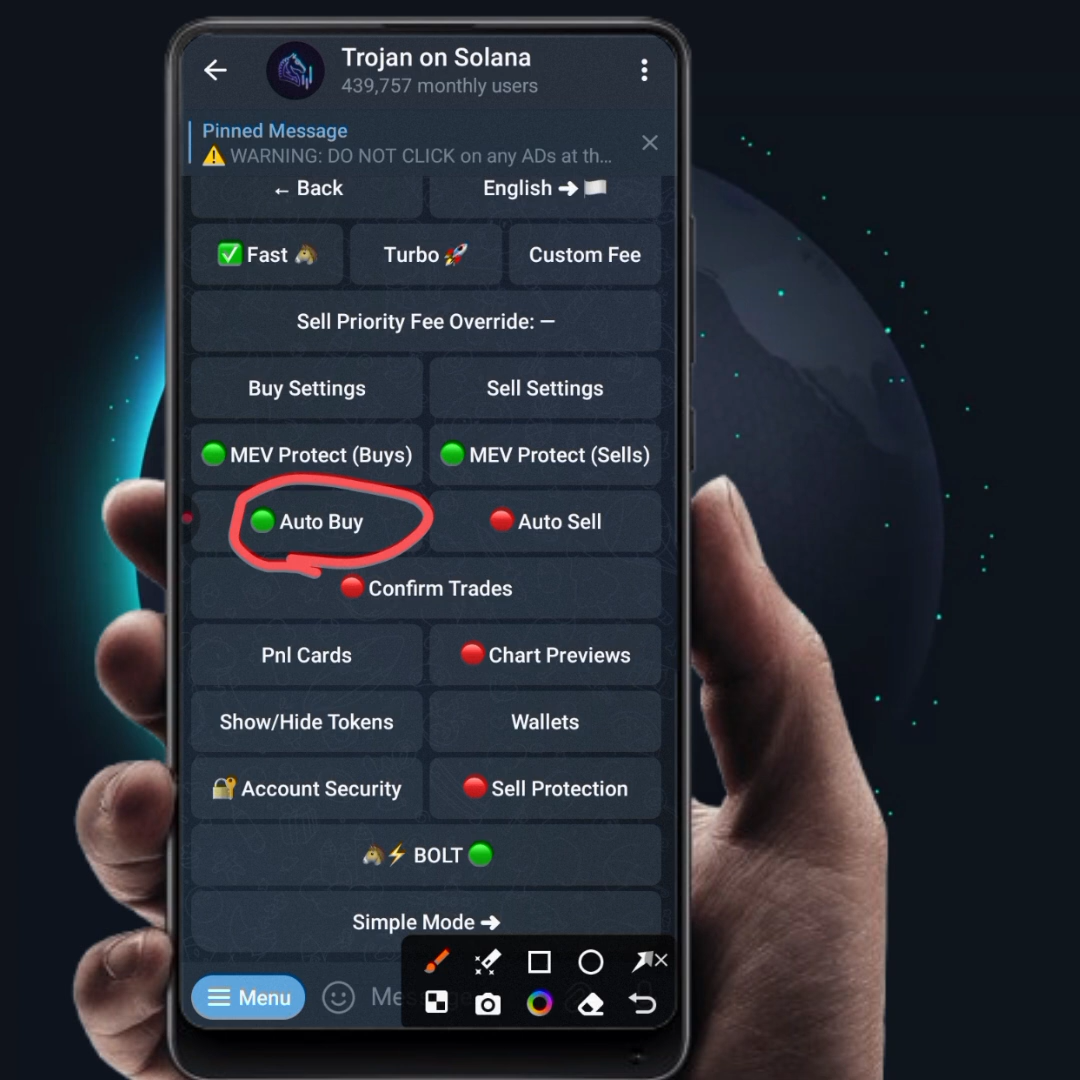 Trojan on Solana
439,757 monthly users
Pinned Message
⚠️ WARNING: DO NOT CLICK on any ADs at th...
← Back
English ➜ 🏳️
✅ Fast 🐴
Turbo 🚀
Custom Fee
Sell Priority Fee Override: —
Buy Settings
Sell Settings
🟢 MEV Protect (Buys)
🟢 MEV Protect (Sells)
🟢 Auto Buy
🔴 Auto Sell
🔴 Confirm Trades
Pnl Cards
🔴 Chart Previews
Show/Hide Tokens
Wallets
🔐 Account Security
🔴 Sell Protection
🐴⚡ BOLT 🟢
Simple Mode ➜
Menu